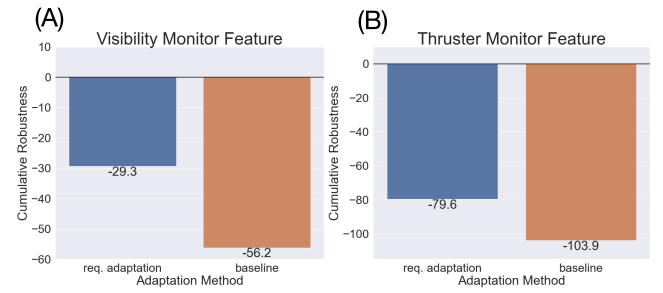 (A)
Visibility Monitor Feature
10
0
−10
−20
−30
−40
−50
−60
Cumulative Robustness
-29.3
-56.2
req. adaptation
baseline
Adaptation Method
(B)
Thruster Monitor Feature
0
−20
−40
−60
−80
−100
Cumulative Robustness
-79.6
-103.9
req. adaptation
baseline
Adaptation Method